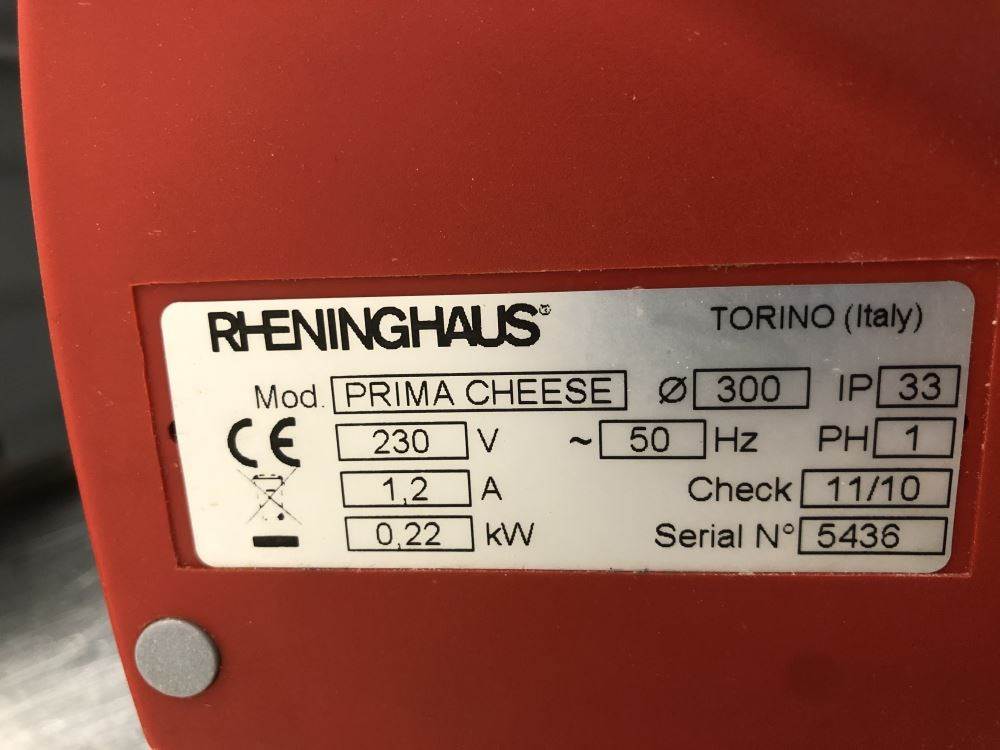 RHENINGHAUS® TORINO (Italy)
Mod. PRIMA CHEESE Ø 300 IP 33
CE 230 V ~ 50 Hz PH 1
1,2 A Check 11/10
0,22 kW Serial N° 5436